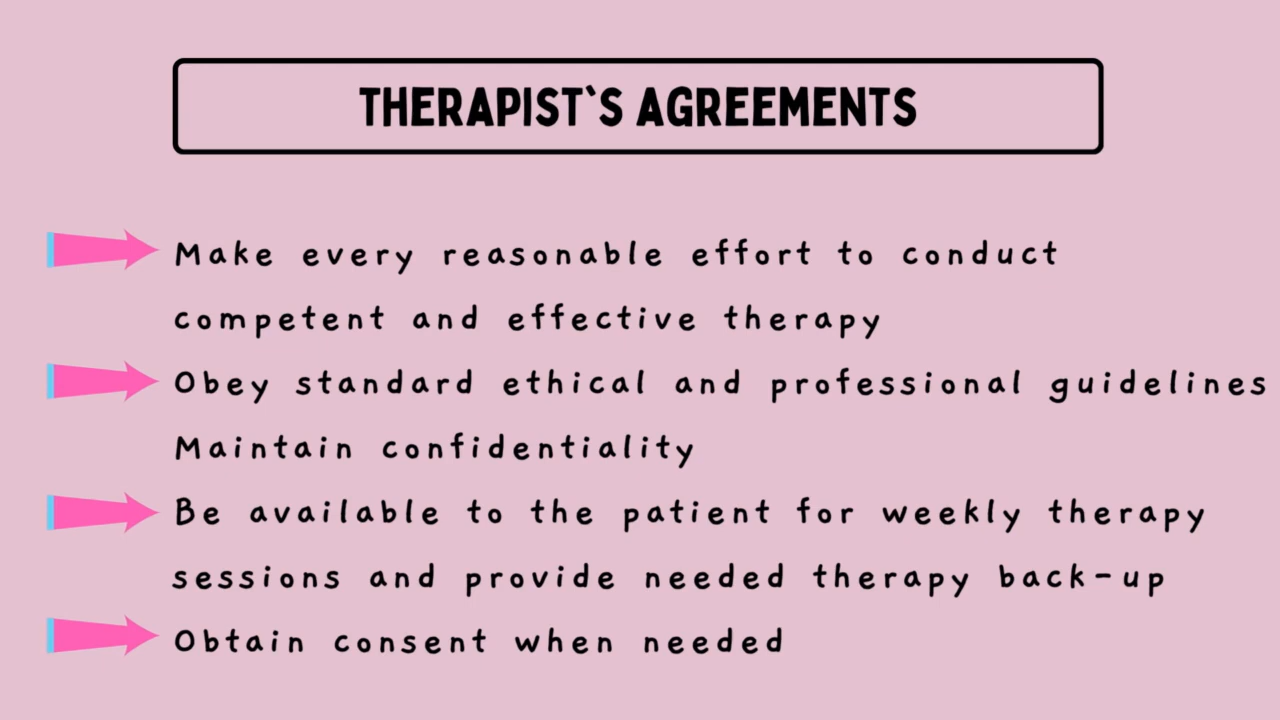 THERAPIST`S AGREEMENTS
Make every reasonable effort to conduct
competent and effective therapy
Obey standard ethical and professional guidelines
Maintain confidentiality
Be available to the patient for weekly therapy
sessions and provide needed therapy back-up
Obtain consent when needed